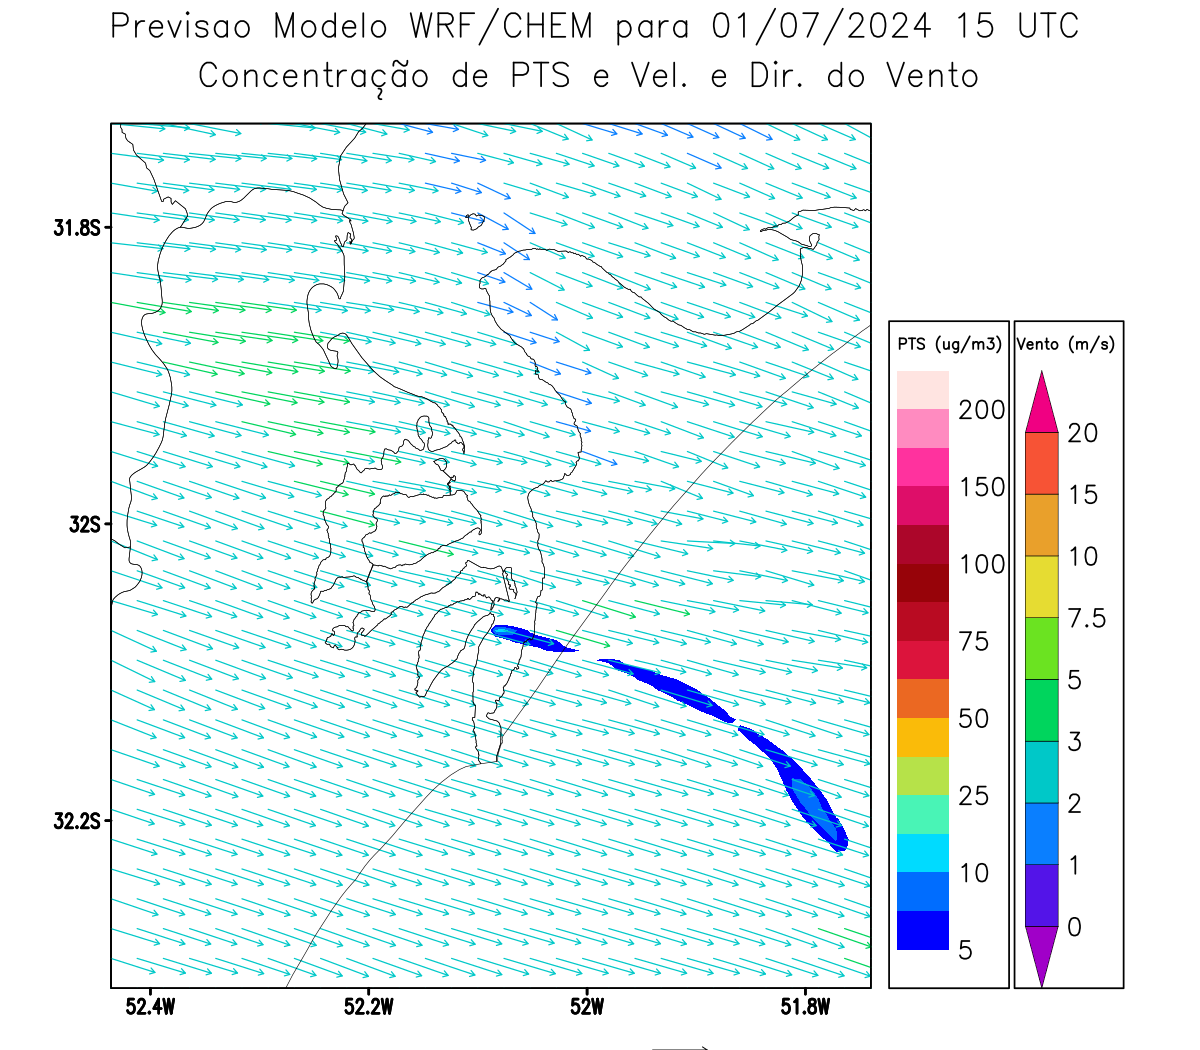 Previsao Modelo WRF/CHEM para 01/07/2024 15 UTC
Concentração de PTS e Vel. e Dir. do Vento
31.8S
32S
32.2S
52.4W
52.2W
52W
51.8W
PTS (ug/m3)
200
150
100
75
50
25
10
5
Vento (m/s)
20
15
10
7.5
5
3
2
1
0